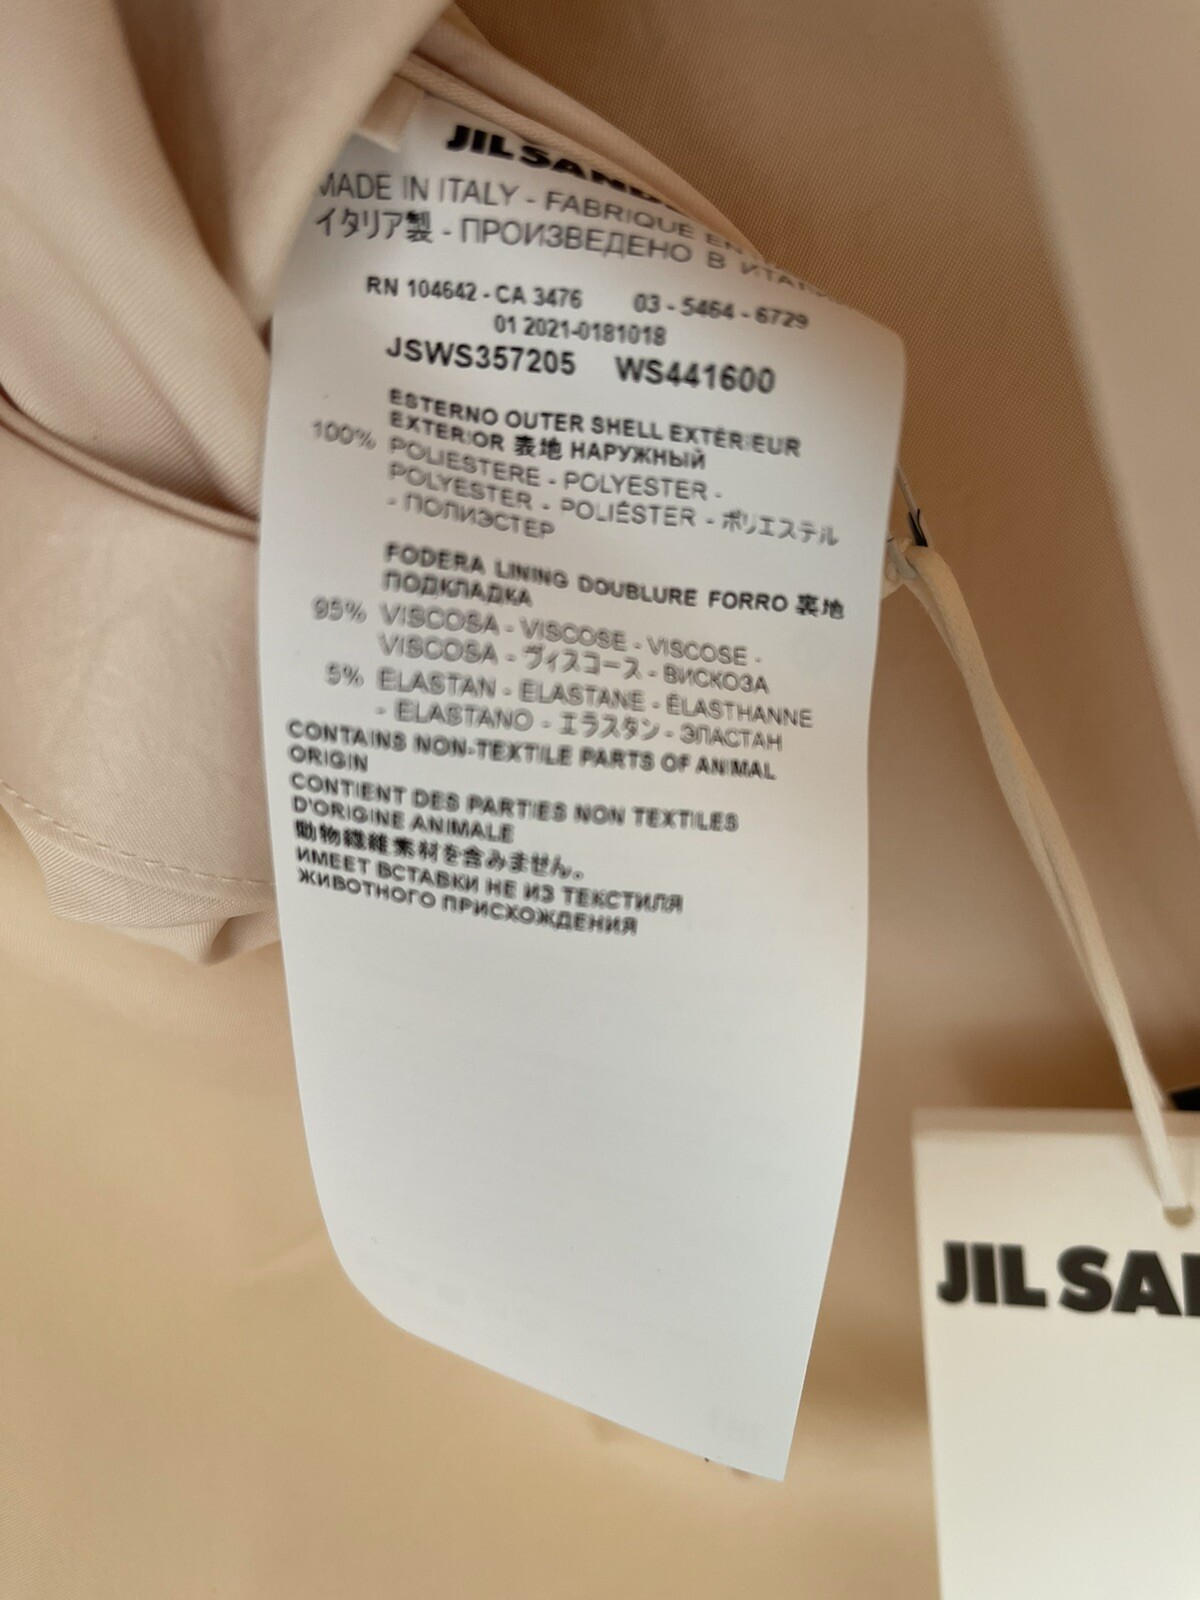 JIL SAND
MADE IN ITALY - FABRIQUE EN
イタリア製 - ПРОИЗВЕДЕНО В ИТАЛ
RN 104642 - CA 3476 03 - 5464 - 6729
01 2021-0181018
JSWS357205 WS441600
ESTERNO OUTER SHELL EXTÉRIEUR
EXTERIOR 表地 НАРУЖНЫЙ
100% POLIESTERE - POLYESTER -
POLYESTER - POLIÉSTER - ポリエステル
- ПОЛИЭСТЕР
FODERA LINING DOUBLURE FORRO 裏地
ПОДКЛАДКА
95% VISCOSA - VISCOSE - VISCOSE -
VISCOSA - ヴィスコース - ВИСКОЗА
5% ELASTAN - ELASTANE - ÉLASTHANNE
- ELASTANO - エラスタン - ЭЛАСТАН
CONTAINS NON-TEXTILE PARTS OF ANIMAL
ORIGIN
CONTIENT DES PARTIES NON TEXTILES
D'ORIGINE ANIMALE
動物繊維素材を含みません。
ИМЕЕТ ВСТАВКИ НЕ ИЗ ТЕКСТИЛЯ
ЖИВОТНОГО ПРИСХОЖДЕНИЯ
JIL SA